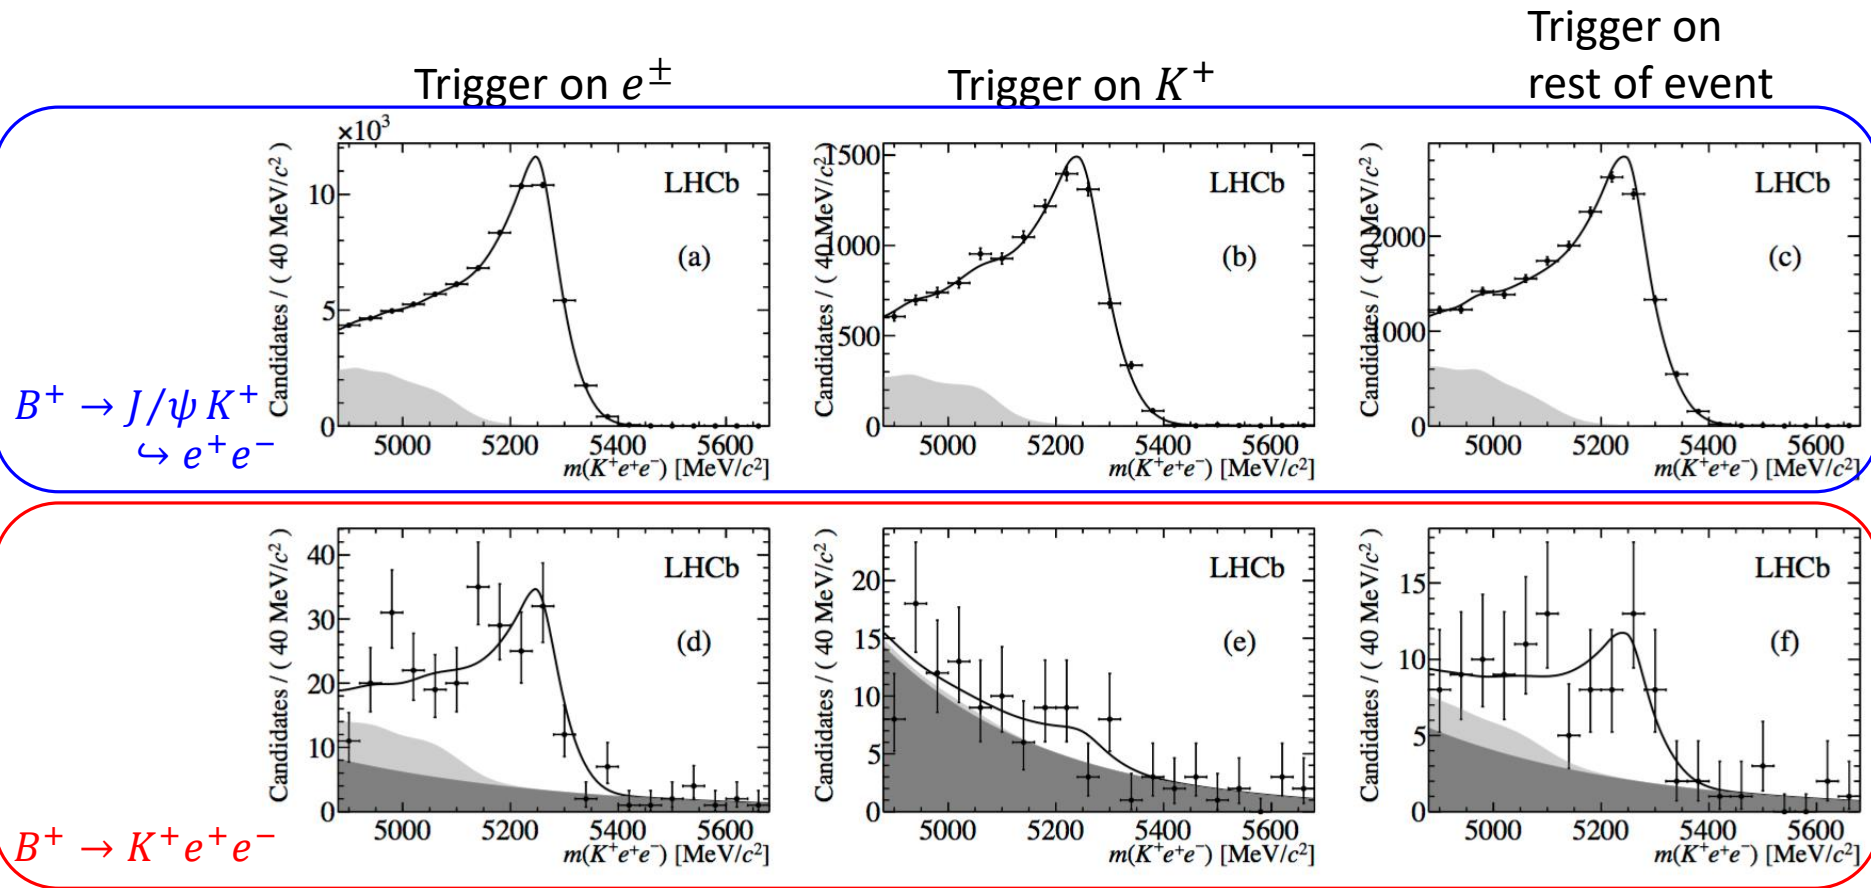 Trigger on e± Trigger on K⁺ Trigger on
rest of event
B⁺ → J/ψ K⁺
↪ e⁺e⁻
×10³
Candidates / ( 40 MeV/c² )
10
5
0
LHCb
(a)
5000 5200 5400 5600
m(K⁺e⁺e⁻) [MeV/c²]
Candidates / ( 40 MeV/c² )
1500
1000
500
0
LHCb
(b)
5000 5200 5400 5600
m(K⁺e⁺e⁻) [MeV/c²]
Candidates / ( 40 MeV/c² )
2000
1000
0
LHCb
(c)
5000 5200 5400 5600
m(K⁺e⁺e⁻) [MeV/c²]
B⁺ → K⁺e⁺e⁻
Candidates / ( 40 MeV/c² )
40
30
20
10
0
LHCb
(d)
5000 5200 5400 5600
m(K⁺e⁺e⁻) [MeV/c²]
Candidates / ( 40 MeV/c² )
20
15
10
5
0
LHCb
(e)
5000 5200 5400 5600
m(K⁺e⁺e⁻) [MeV/c²]
Candidates / ( 40 MeV/c² )
15
10
5
0
LHCb
(f)
5000 5200 5400 5600
m(K⁺e⁺e⁻) [MeV/c²]